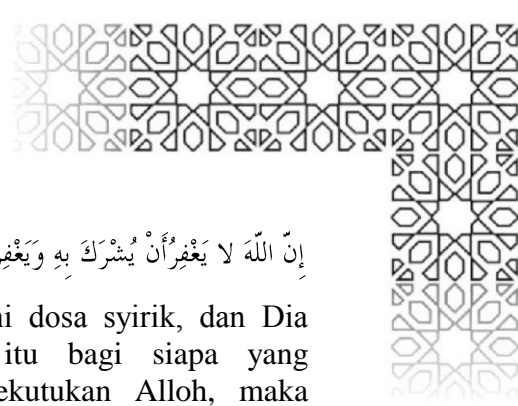 إِنّ اللّهَ لا يَغْفِرُأَنْ يُشْرَكَ بِهِ وَيَغْفِ
dosa syirik, dan Dia
itu bagi siapa yang
Alloh, maka